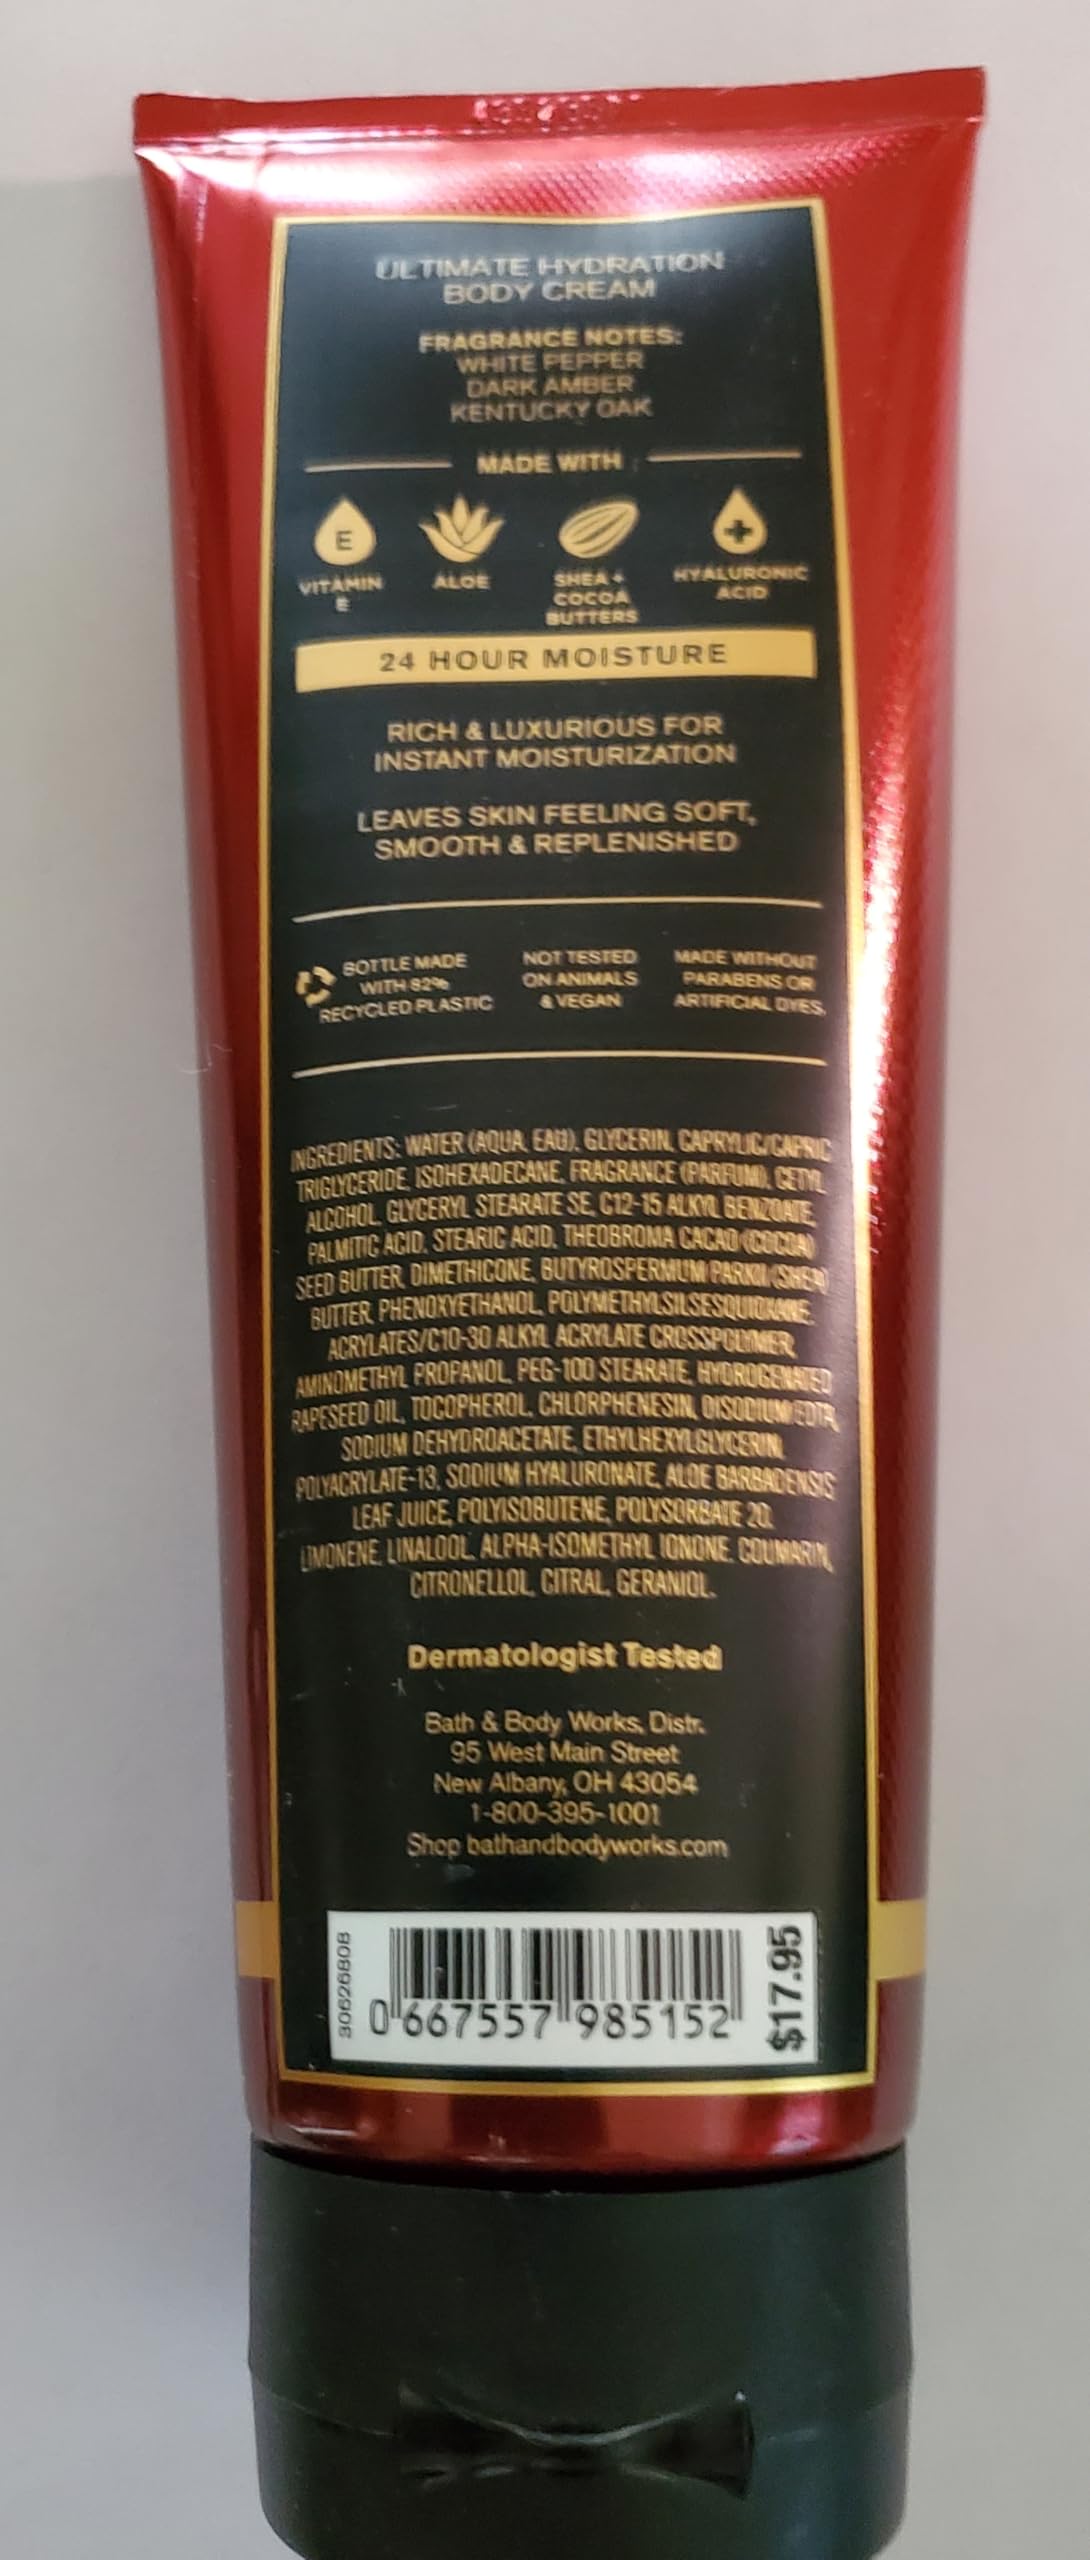 ULTIMATE HYDRATION
BODY CREAM
FRAGRANCE NOTES:
WHITE PEPPER
DARK AMBER
KENTUCKY OAK
MADE WITH
E
VITAMIN
E
ALOE
SHEA +
COCOA
BUTTERS
HYALURONIC
ACID
24 HOUR MOISTURE
RICH & LUXURIOUS FOR
INSTANT MOISTURIZATION
LEAVES SKIN FEELING SOFT,
SMOOTH & REPLENISHED
BOTTLE MADE
WITH 82%
RECYCLED PLASTIC
NOT TESTED
ON ANIMALS
& VEGAN
MADE WITHOUT
PARABENS OR
ARTIFICIAL DYES.
INGREDIENTS: WATER (AQUA, EAU), GLYCERIN, CAPRYLIC/CAPRIC
TRIGLYCERIDE, ISOHEXADECANE, FRAGRANCE (PARFUM), CETYL
ALCOHOL, GLYCERYL STEARATE SE, C12-15 ALKYL BENZOATE,
PALMITIC ACID, STEARIC ACID, THEOBROMA CACAO (COCOA)
SEED BUTTER, DIMETHICONE, BUTYROSPERMUM PARKII (SHEA)
BUTTER, PHENOXYETHANOL, POLYMETHYLSILSESQUIOXANE,
ACRYLATES/C10-30 ALKYL ACRYLATE CROSSPOLYMER,
AMINOMETHYL PROPANOL, PEG-100 STEARATE, HYDROGENATED
RAPESEED OIL, TOCOPHEROL, CHLORPHENESIN, DISODIUM EDTA,
SODIUM DEHYDROACETATE, ETHYLHEXYLGLYCERIN,
POLYACRYLATE-13, SODIUM HYALURONATE, ALOE BARBADENSIS
LEAF JUICE, POLYISOBUTENE, POLYSORBATE 20,
LIMONENE, LINALOOL, ALPHA-ISOMETHYL IONONE, COUMARIN,
CITRONELLOL, CITRAL, GERANIOL.
Dermatologist Tested
Bath & Body Works, Distr.
95 West Main Street
New Albany, OH 43054
1-800-395-1001
Shop bathandbodyworks.com
30626808
0 667557 985152
$17.95